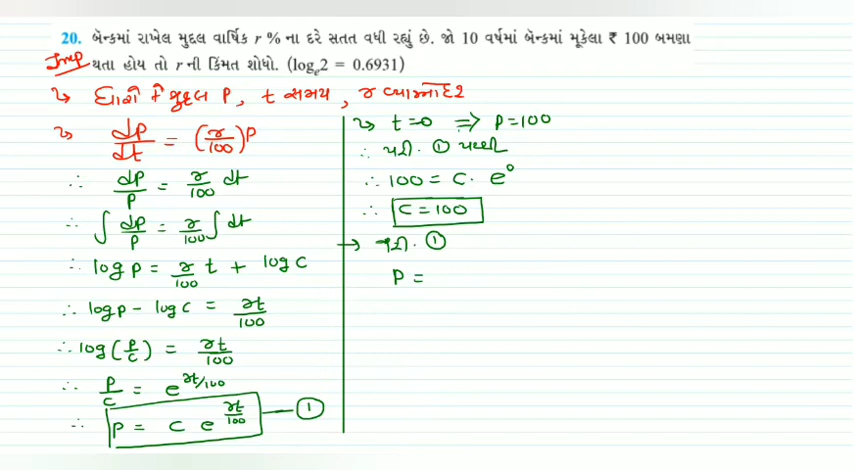 20. બૅન્કમાં રાખેલ મુદ્દલ વાર્ષિક r % ના દરે સતત વધી રહ્યું છે. જો 10 વર્ષમાં બૅન્કમાં મૂકેલા ₹ 100 બમણા
Imp થતા હોય તો r ની કિંમત શોધો. (logₑ2 = 0.6931)
ધારો કે મુદ્દલ P, t સમય, r વ્યાજનો દર
dp/dt = (r/100)P
∴ dp/P = r/100 dt
∴ ∫ dp/P = r/100 ∫ dt
∴ log P = r/100 t + log C
∴ log P - log C = rt/100
∴ log (P/C) = rt/100
∴ P/C = e^(rt/100)
∴ P = C e^(rt/100) — ①
t=0 ⇒ P=100
∴ પરી. ① પરથી
∴ 100 = C · e⁰
∴ C = 100
→ પરી. ①
P =